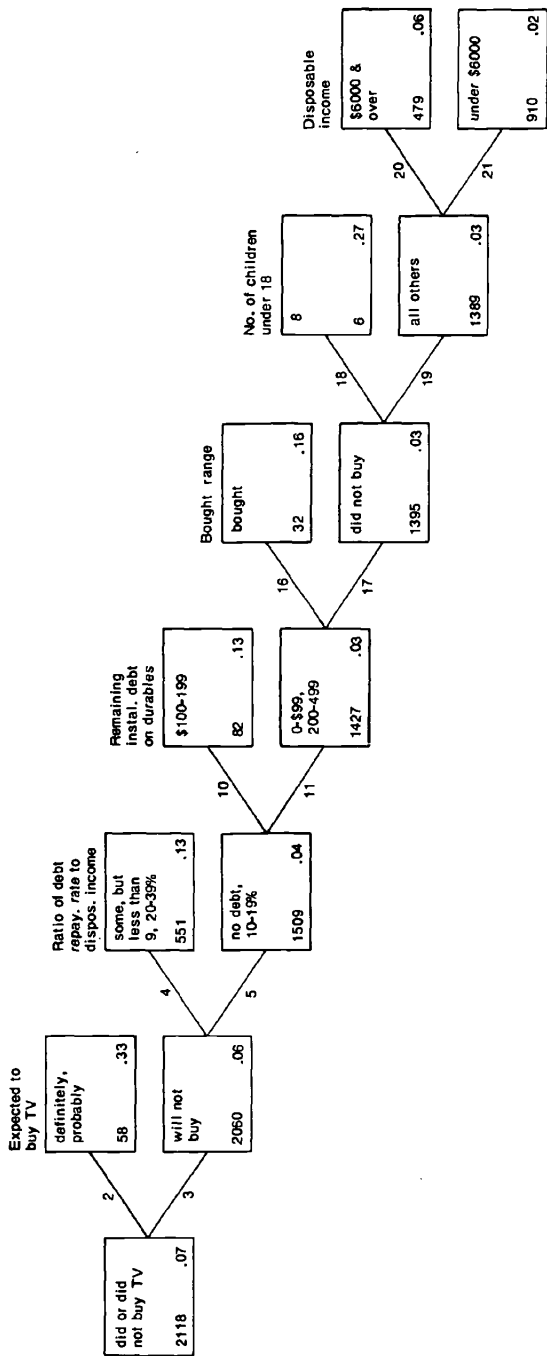 did or did
not buy TV
2118 .07
2
3
Expected to
buy TV
definitely,
probably
58 .33
will not
buy
2060 .06
4
5
Ratio of debt
repay. rate to
dispos. income
some, but
less than
9, 20-39%
551 .13
no debt,
10-19%
1509 .04
10
11
Remaining
instal. debt
on durables
$100-199
82 .13
0-$99,
200-499
1427 .03
16
17
Bought range
bought
32 .16
did not buy
1395 .03
18
19
No. of children
under 18
8
6 .27
all others
1389 .03
20
21
Disposable
income
$6000 &
over
479 .06
under $6000
910 .02